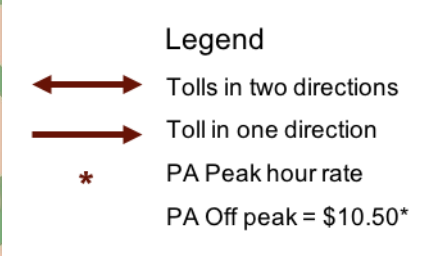 Legend
Tolls in two directions
Toll in one direction
* PA Peak hour rate
PA Off peak = $10.50*